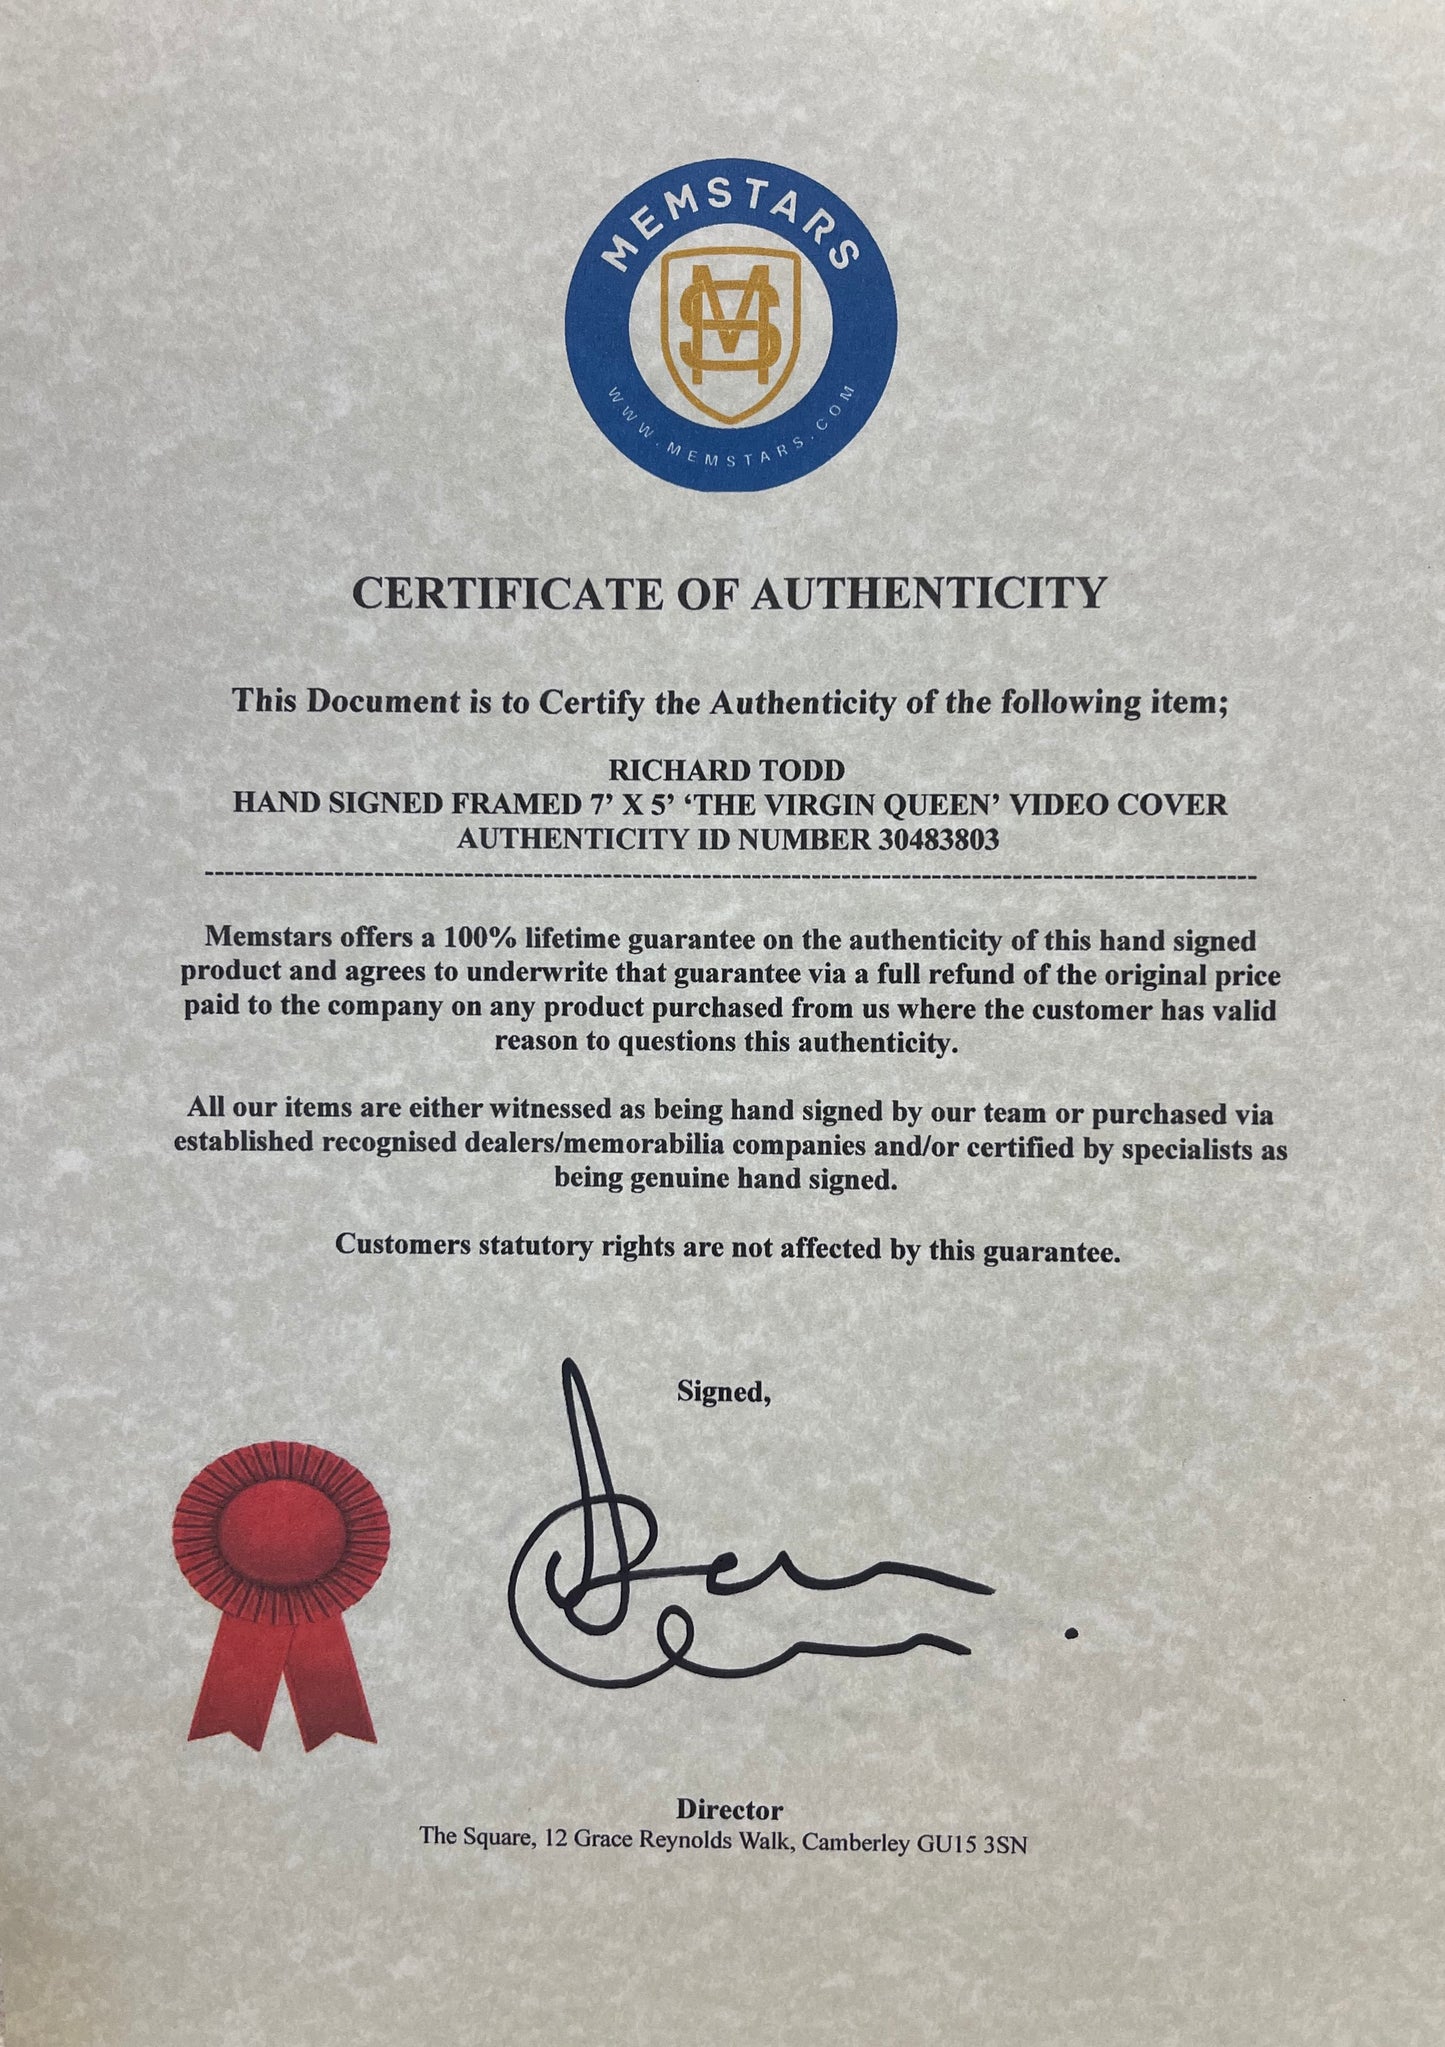 MEMSTARS
WWW.MEMSTARS.COM
CERTIFICATE OF AUTHENTICITY
This Document is to Certify the Authenticity of the following item;
RICHARD TODD
HAND SIGNED FRAMED 7’ X 5’ ‘THE VIRGIN QUEEN’ VIDEO COVER
AUTHENTICITY ID NUMBER 30483803
Memstars offers a 100% lifetime guarantee on the authenticity of this hand signed
product and agrees to underwrite that guarantee via a full refund of the original price
paid to the company on any product purchased from us where the customer has valid
reason to questions this authenticity.
All our items are either witnessed as being hand signed by our team or purchased via
established recognised dealers/memorabilia companies and/or certified by specialists as
being genuine hand signed.
Customers statutory rights are not affected by this guarantee.
Signed,
Director
The Square, 12 Grace Reynolds Walk, Camberley GU15 3SN